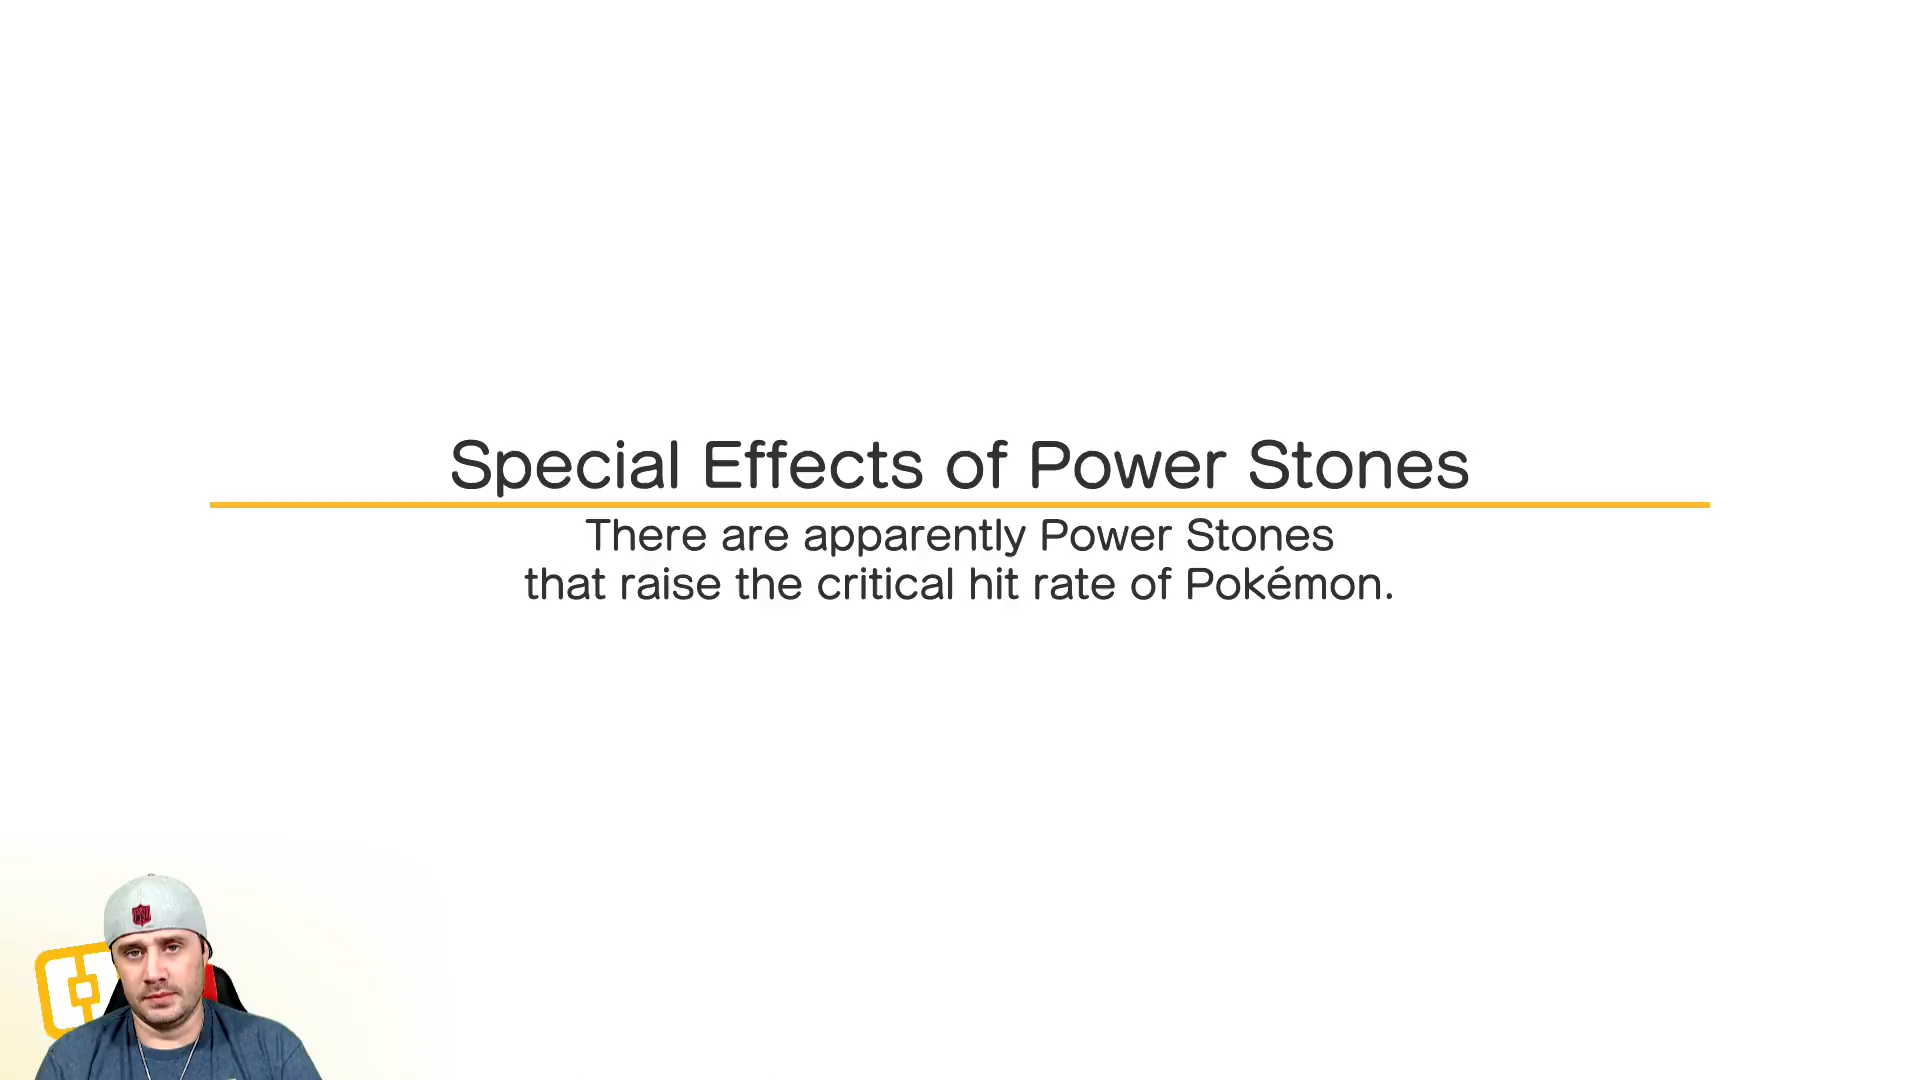 Special Effects of Power Stones
There are apparently Power Stones
that raise the critical hit rate of Pokémon.